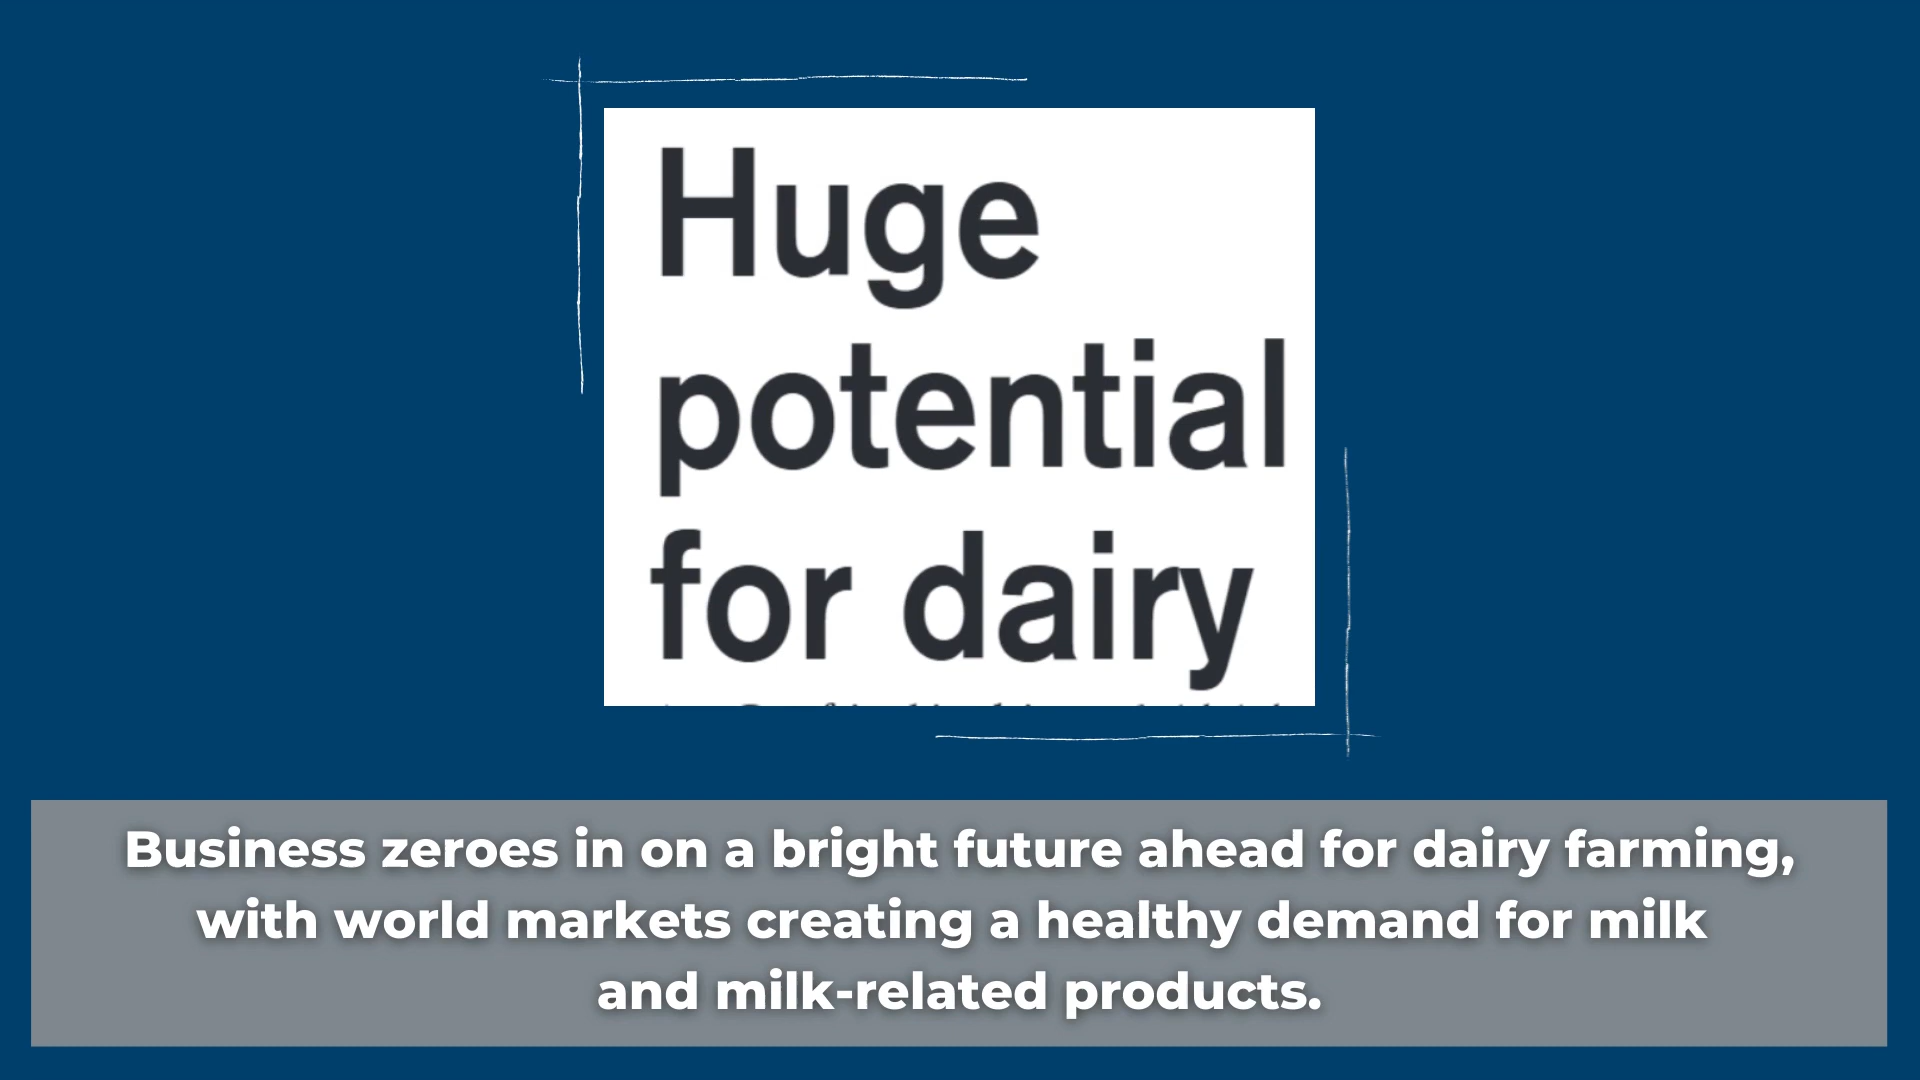 Huge
potential
for dairy
Business zeroes in on a bright future ahead for dairy farming,
with world markets creating a healthy demand for milk
and milk-related products.